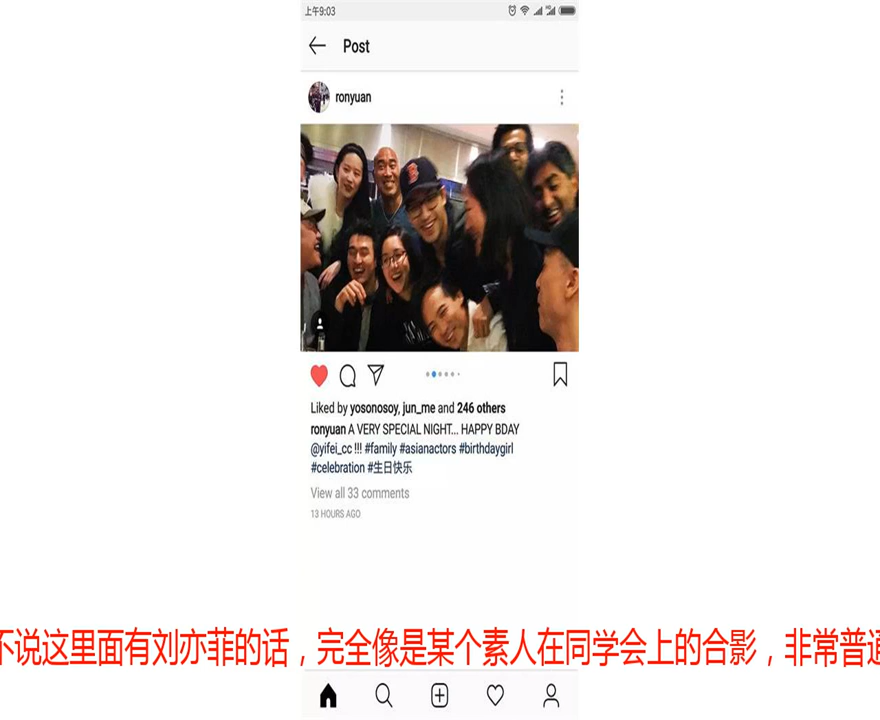 上午9:03
Post
ronyuan
Liked by yosonosoy, jun_me and 246 others
ronyuan A VERY SPECIAL NIGHT... HAPPY BDAY
@yifei_cc !!! #family #asianactors #birthdaygirl
#celebration #生日快乐
View all 33 comments
13 HOURS AGO
不说这里面有刘亦菲的话，完全像是某个素人在同学会上的合影，非常普通